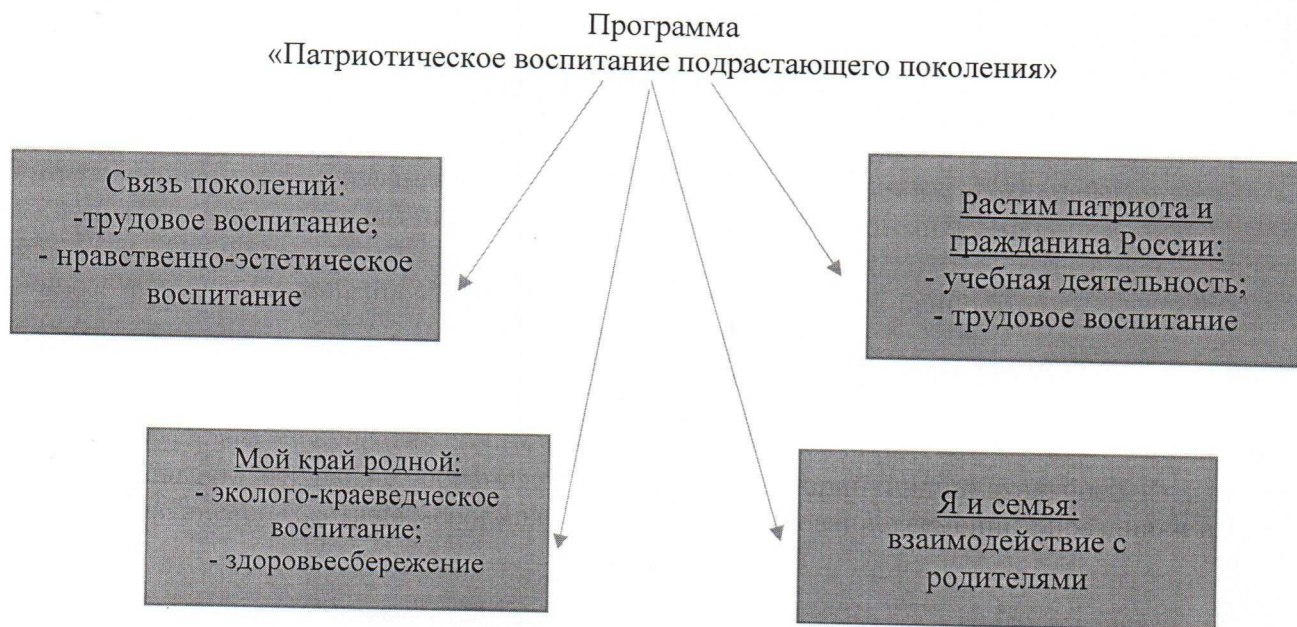 Программа
«Патриотическое воспитание подрастающего поколения»
Связь поколений:
-трудовое воспитание;
- нравственно-эстетическое
воспитание
Растим патриота и
гражданина России:
- учебная деятельность;
- трудовое воспитание
Мой край родной:
- эколого-краеведческое
воспитание;
- здоровьесбережение
Я и семья:
взаимодействие с
родителями